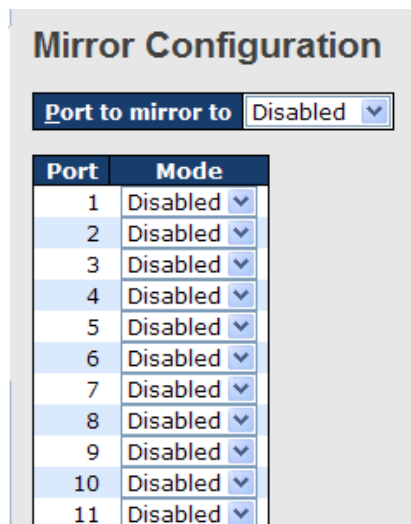 Mirror Configuration
Port to mirror to Disabled
Port Mode
1 Disabled
2 Disabled
3 Disabled
4 Disabled
5 Disabled
6 Disabled
7 Disabled
8 Disabled
9 Disabled
10 Disabled
11 Disabled